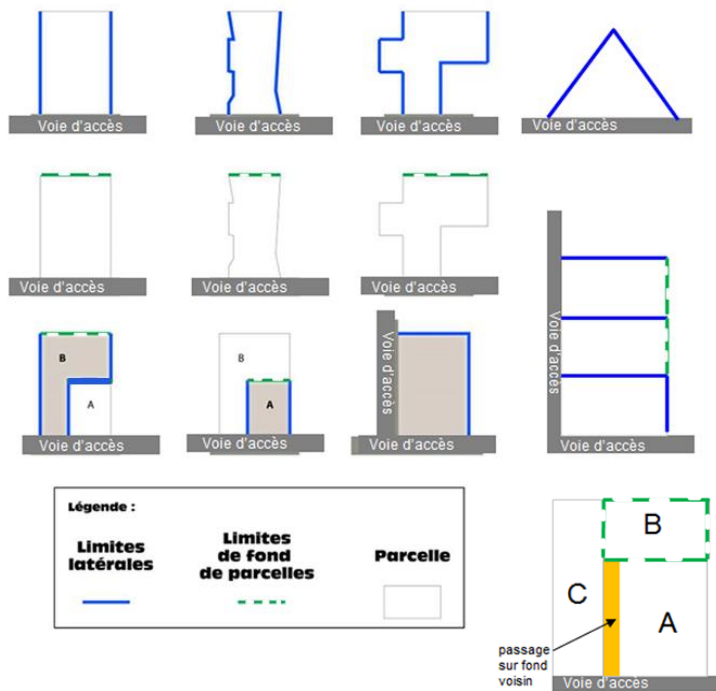 Voie d'accès
Voie d'accès
Voie d'accès
Voie d'accès
Voie d'accès
Voie d'accès
Voie d'accès
Voie d'accès
Voie d'accès
B
A
B
A
Voie d'accès
Voie d'accès
Voie d'accès
Voie d'accès
Voie d'accès
Légende :
Limites
latérales
Limites
de fond
de parcelles
Parcelle
B
C
A
passage
sur fond
voisin
Voie d'accès